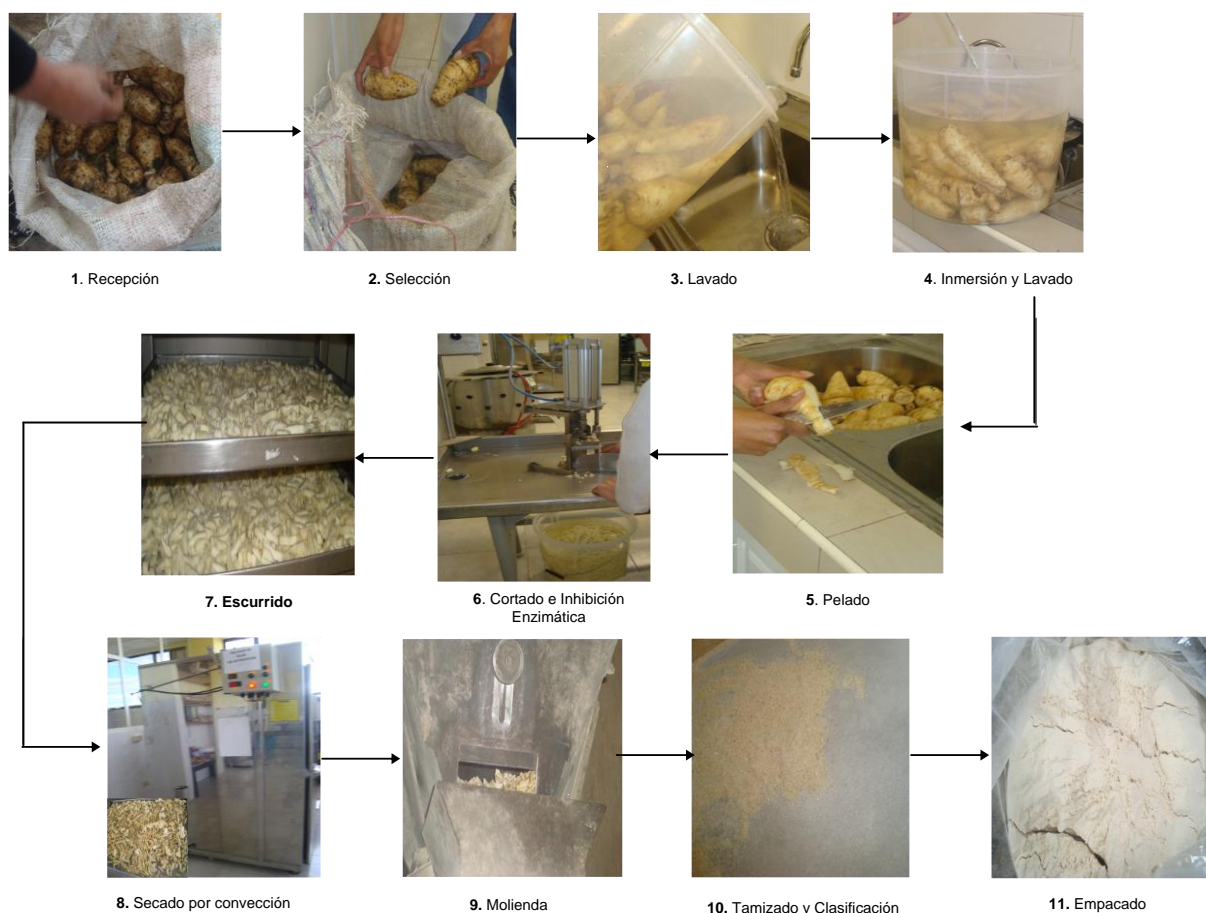 1. Recepción
2. Selección
3. Lavado
4. Inmersión y Lavado
5. Pelado
6. Cortado e Inhibición
Enzimática
7. Escurrido
8. Secado por convección
9. Molienda
10. Tamizado y Clasificación
11. Empacado